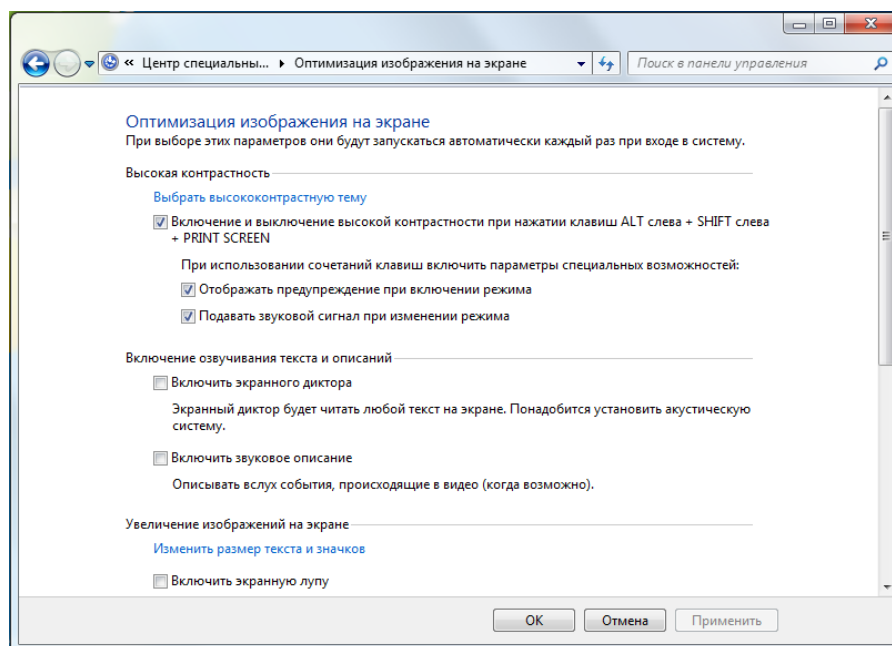 « Центр специальны... ▸ Оптимизация изображения на экране
Поиск в панели управления
Оптимизация изображения на экране
При выборе этих параметров они будут запускаться автоматически каждый раз при входе в систему.
Высокая контрастность
Выбрать высококонтрастную тему
Включение и выключение высокой контрастности при нажатии клавиш ALT слева + SHIFT слева
+ PRINT SCREEN
При использовании сочетаний клавиш включить параметры специальных возможностей:
Отображать предупреждение при включении режима
Подавать звуковой сигнал при изменении режима
Включение озвучивания текста и описаний
Включить экранного диктора
Экранный диктор будет читать любой текст на экране. Понадобится установить акустическую
систему.
Включить звуковое описание
Описывать вслух события, происходящие в видео (когда возможно).
Увеличение изображений на экране
Изменить размер текста и значков
Включить экранную лупу
ОК
Отмена
Применить